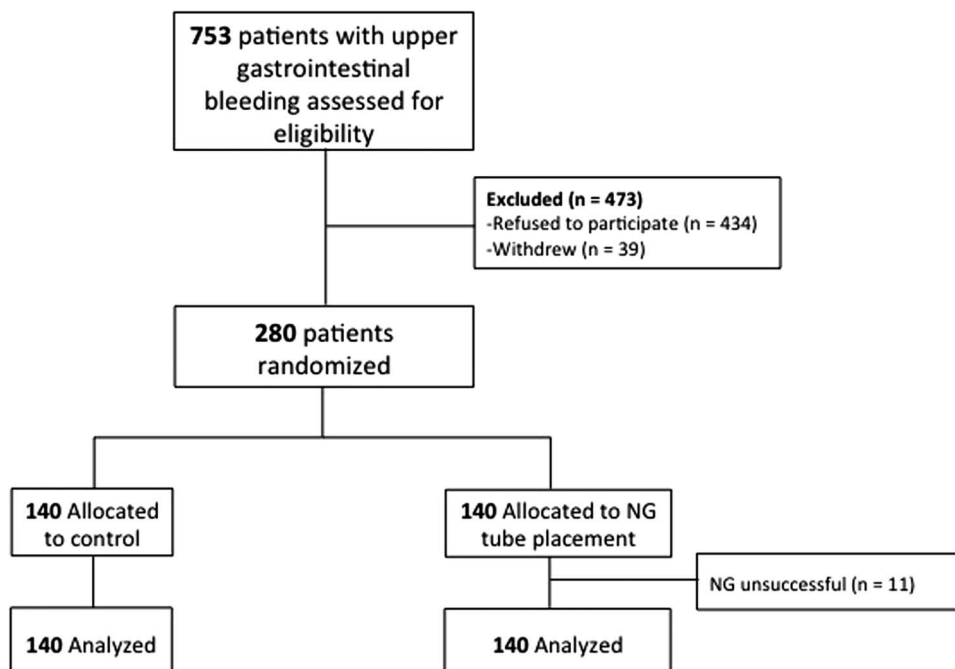 753 patients with upper
gastrointestinal
bleeding assessed for
eligibility
Excluded (n = 473)
-Refused to participate (n = 434)
-Withdrew (n = 39)
280 patients
randomized
140 Allocated
to control
140 Allocated to NG
tube placement
NG unsuccessful (n = 11)
140 Analyzed
140 Analyzed